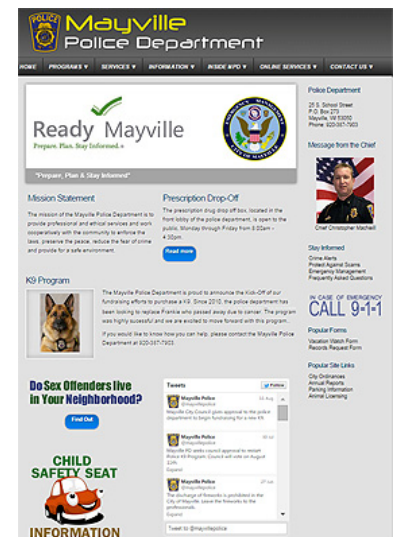 POLICE
Mayville
Police Department
HOME
PROGRAMS ▼
SERVICES ▼
INFORMATION ▼
INSIDE MPD ▼
ONLINE SERVICES ▼
CONTACT US ▼
Ready Mayville
Prepare. Plan. Stay Informed.
EMERGENCY MANAGEMENT
CITY OF MAYVILLE
"Prepare, Plan & Stay Informed"
Mission Statement
The mission of the Mayville Police Department is to
provide professional and ethical services and work
cooperatively with the community to enforce the
laws, preserve the peace, reduce the fear of crime
and provide for a safe environment.
Prescription Drop-Off
The prescription drug drop off box, located in the
front lobby of the police department, is open to the
public, Monday through Friday from 8:00am -
4:30pm.
Read more
K9 Program
The Mayville Police Department is proud to announce the Kick-Off of our
fundraising efforts to purchase a K9. Since 2010, the police department has
been looking to replace Frankie who passed away due to cancer. The program
was highly successful and we are excited to move forward with this program..
If you would like to know how you can help, please contact the Mayville Police
Department at 920-387-7903.
Do Sex Offenders live
in Your Neighborhood?
Find Out
CHILD
SAFETY SEAT
INFORMATION
Tweets
Follow
Mayville Police
@mayvillepolice
Mayville City Council gives approval to the police
department to begin fundraising for a new K9.
Mayville Police
@mayvillepolice
Mayville PD seeks council approval to restart
Police K9 Program; Council will vote on August
Expand
Mayville Police
@mayvillepolice
The discharge of fireworks is prohibited in the
City of Mayville. Leave the fireworks to the
professionals.
Expand
Tweet to @mayvillepolice
Police Department
25 S. School Street
P.O. Box 273
Mayville, WI 53050
Phone: 920-387-7903
Message from the Chief
Chief Christopher MacNeill
Stay Informed
Crime Alerts
Protect Against Scams
Emergency Management
Frequently Asked Questions
IN CASE OF EMERGENCY
CALL 9-1-1
Popular Forms
Vacation Watch Form
Records Request Form
Popular Site Links
City Ordinances
Annual Reports
Parking Information
Animal Licensing